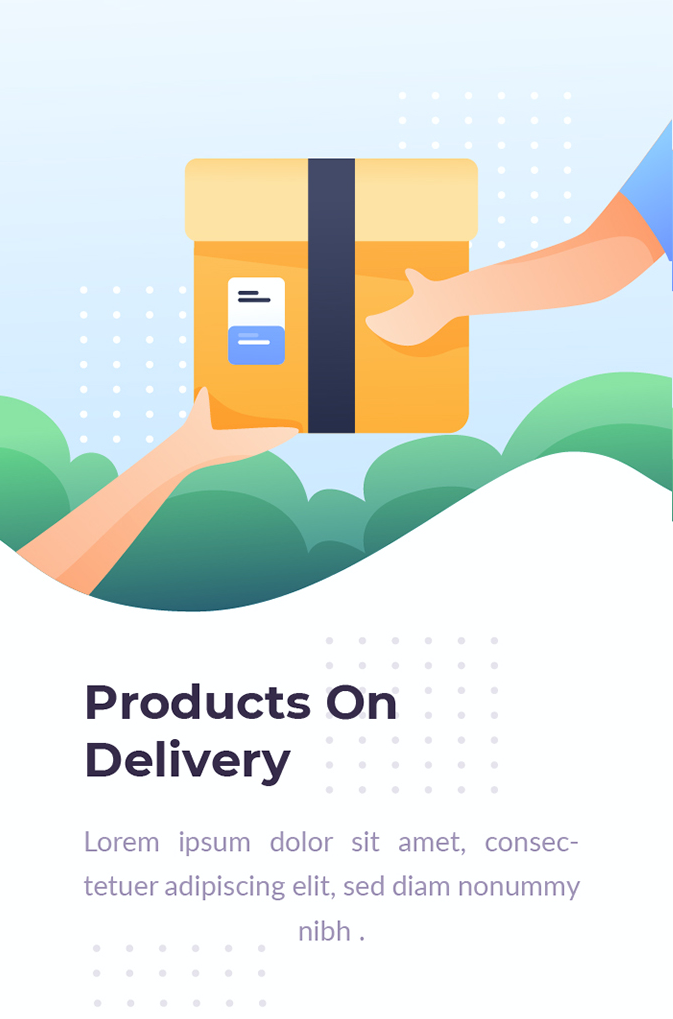 Products On
Delivery
Lorem ipsum dolor sit amet, consec-
tetuer adipiscing elit, sed diam nonummy
nibh .